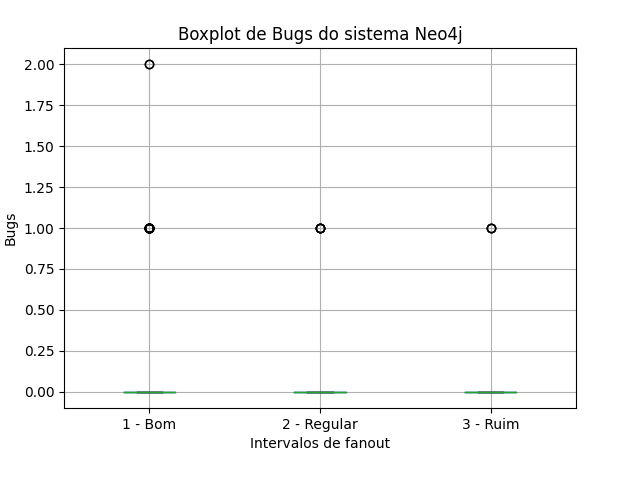 Boxplot de Bugs do sistema Neo4j
2.00
1.75
1.50
1.25
1.00
0.75
0.50
0.25
0.00
Bugs
1 - Bom
2 - Regular
3 - Ruim
Intervalos de fanout